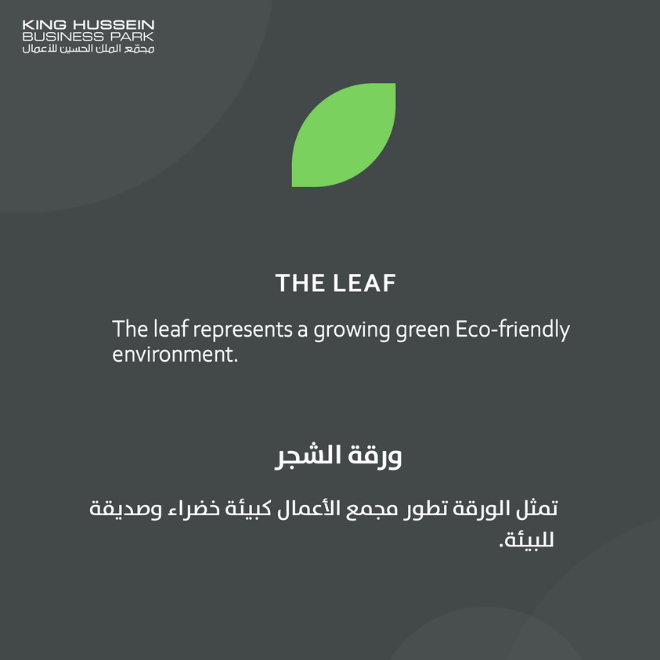 KING HUSSEIN
BUSINESS PARK
مجمّع الملك الحسين للأعمال
THE LEAF
The leaf represents a growing green Eco-friendly
environment.
ورقة الشجر
تمثل الورقة تطور مجمع الأعمال كبيئة خضراء وصديقة
للبيئة.